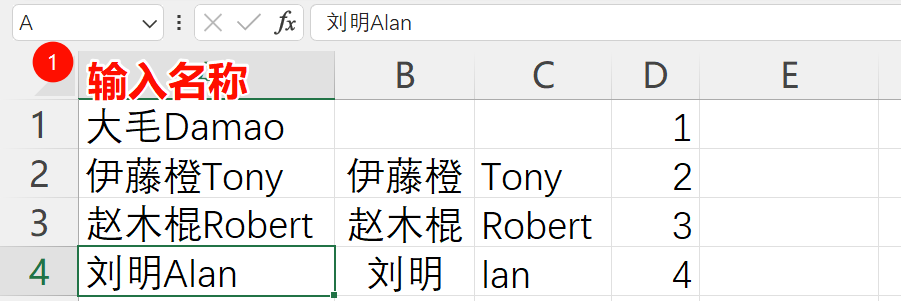 A fx 刘明Alan
1 输入名称 B C D E
1 大毛Damao 1
2 伊藤橙Tony 伊藤橙 Tony 2
3 赵木棍Robert 赵木棍 Robert 3
4 刘明Alan 刘明 lan 4